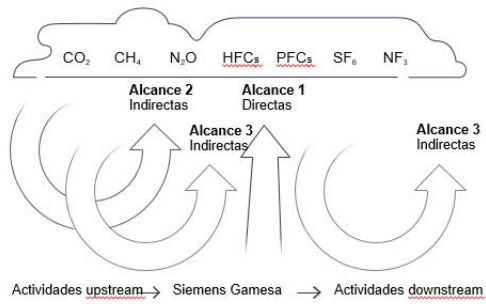 CO₂ CH₄ N₂O HFCs PFCs SF₆ NF₃
Alcance 2
Indirectas
Alcance 1
Directas
Alcance 3
Indirectas
Alcance 3
Indirectas
Actividades upstream Siemens Gamesa Actividades downstream